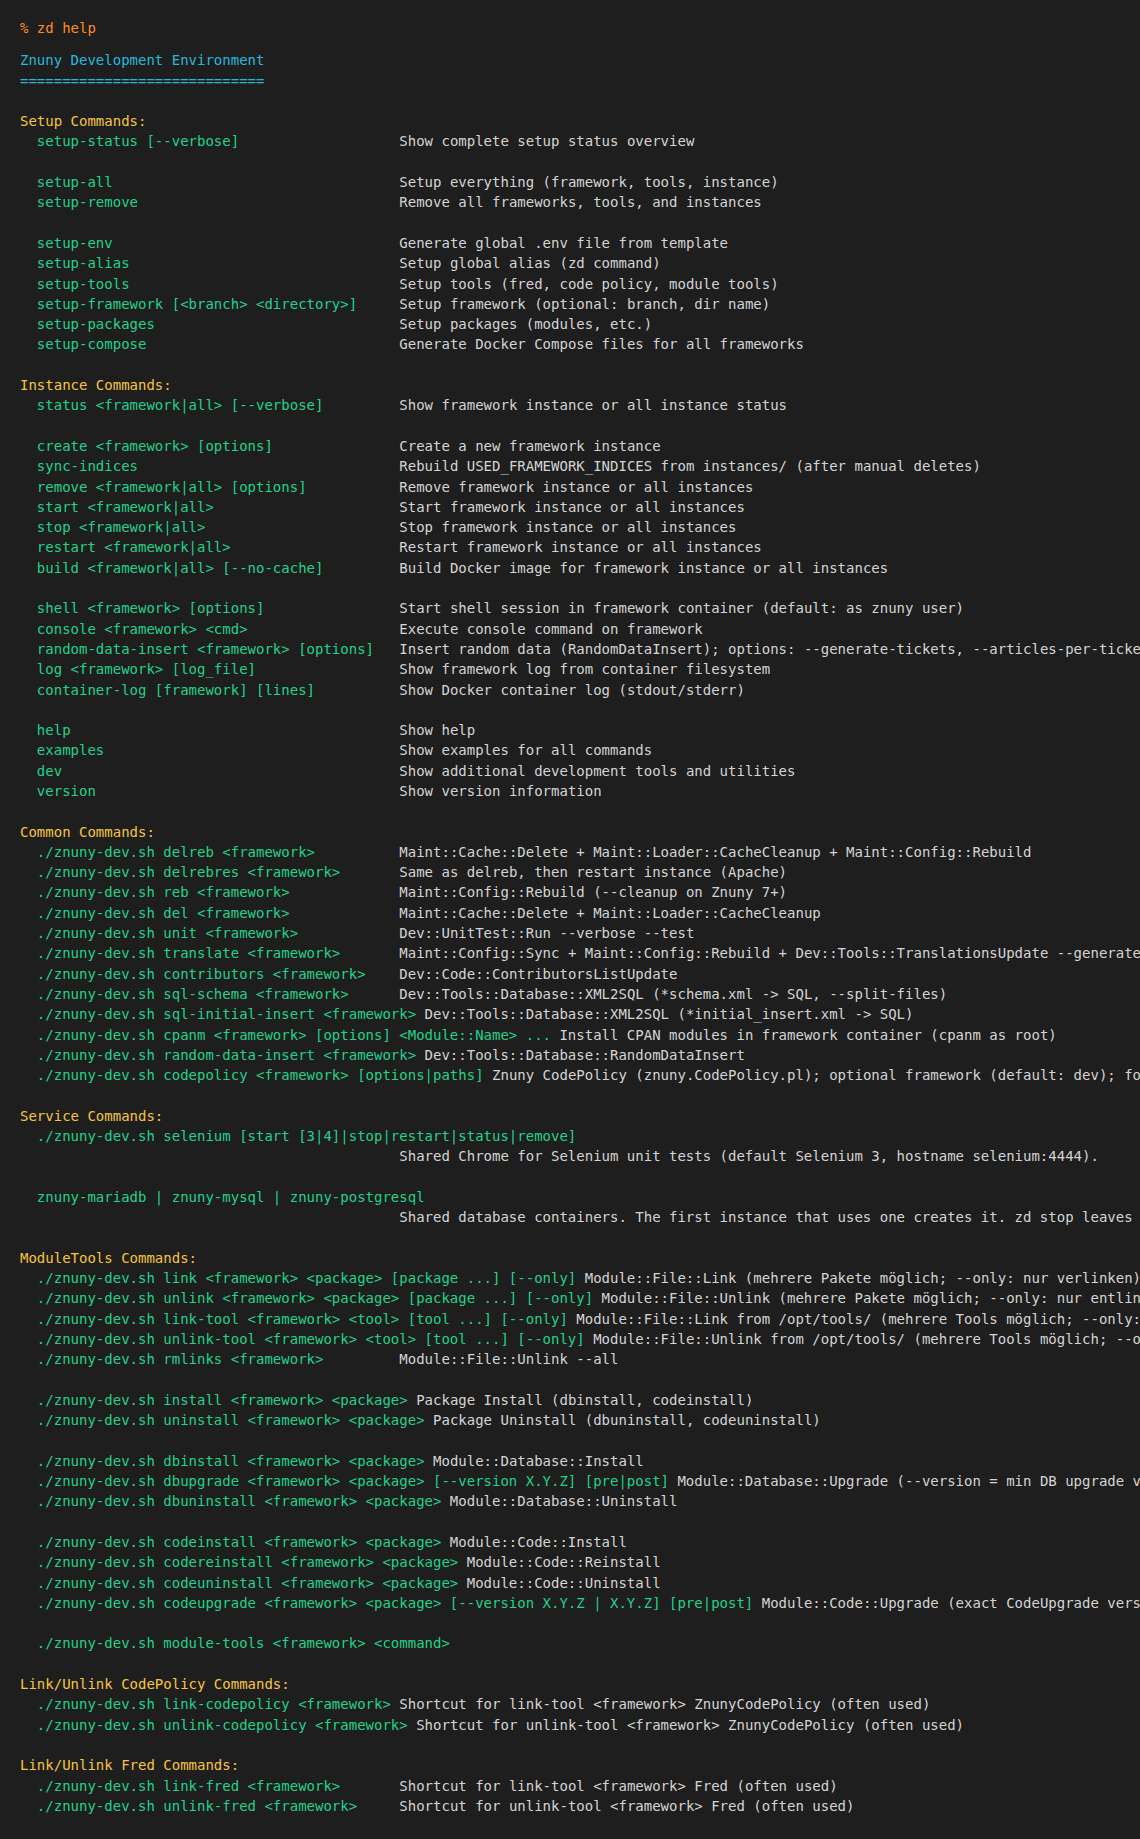 % zd help
Znuny Development Environment
=============================
Setup Commands:
setup-status [--verbose] Show complete setup status overview
setup-all Setup everything (framework, tools, instance)
setup-remove Remove all frameworks, tools, and instances
setup-env Generate global .env file from template
setup-alias Setup global alias (zd command)
setup-tools Setup tools (fred, code policy, module tools)
setup-framework [<branch> <directory>] Setup framework (optional: branch, dir name)
setup-packages Setup packages (modules, etc.)
setup-compose Generate Docker Compose files for all frameworks
Instance Commands:
status <framework|all> [--verbose] Show framework instance or all instance status
create <framework> [options] Create a new framework instance
sync-indices Rebuild USED_FRAMEWORK_INDICES from instances/ (after manual deletes)
remove <framework|all> [options] Remove framework instance or all instances
start <framework|all> Start framework instance or all instances
stop <framework|all> Stop framework instance or all instances
restart <framework|all> Restart framework instance or all instances
build <framework|all> [--no-cache] Build Docker image for framework instance or all instances
shell <framework> [options] Start shell session in framework container (default: as znuny user)
console <framework> <cmd> Execute console command on framework
random-data-insert <framework> [options] Insert random data (RandomDataInsert); options: --generate-tickets, --articles-per-ticke
log <framework> [log_file] Show framework log from container filesystem
container-log [framework] [lines] Show Docker container log (stdout/stderr)
help Show help
examples Show examples for all commands
dev Show additional development tools and utilities
version Show version information
Common Commands:
./znuny-dev.sh delreb <framework> Maint::Cache::Delete + Maint::Loader::CacheCleanup + Maint::Config::Rebuild
./znuny-dev.sh delrebres <framework> Same as delreb, then restart instance (Apache)
./znuny-dev.sh reb <framework> Maint::Config::Rebuild (--cleanup on Znuny 7+)
./znuny-dev.sh del <framework> Maint::Cache::Delete + Maint::Loader::CacheCleanup
./znuny-dev.sh unit <framework> Dev::UnitTest::Run --verbose --test
./znuny-dev.sh translate <framework> Maint::Config::Sync + Maint::Config::Rebuild + Dev::Tools::TranslationsUpdate --generate
./znuny-dev.sh contributors <framework> Dev::Code::ContributorsListUpdate
./znuny-dev.sh sql-schema <framework> Dev::Tools::Database::XML2SQL (*schema.xml -> SQL, --split-files)
./znuny-dev.sh sql-initial-insert <framework> Dev::Tools::Database::XML2SQL (*initial_insert.xml -> SQL)
./znuny-dev.sh cpanm <framework> [options] <Module::Name> ... Install CPAN modules in framework container (cpanm as root)
./znuny-dev.sh random-data-insert <framework> Dev::Tools::Database::RandomDataInsert
./znuny-dev.sh codepolicy <framework> [options|paths] Znuny CodePolicy (znuny.CodePolicy.pl); optional framework (default: dev); fo
Service Commands:
./znuny-dev.sh selenium [start [3|4]|stop|restart|status|remove]
Shared Chrome for Selenium unit tests (default Selenium 3, hostname selenium:4444).
znuny-mariadb | znuny-mysql | znuny-postgresql
Shared database containers. The first instance that uses one creates it. zd stop leaves
ModuleTools Commands:
./znuny-dev.sh link <framework> <package> [package ...] [--only] Module::File::Link (mehrere Pakete möglich; --only: nur verlinken)
./znuny-dev.sh unlink <framework> <package> [package ...] [--only] Module::File::Unlink (mehrere Pakete möglich; --only: nur entlin
./znuny-dev.sh link-tool <framework> <tool> [tool ...] [--only] Module::File::Link from /opt/tools/ (mehrere Tools möglich; --only:
./znuny-dev.sh unlink-tool <framework> <tool> [tool ...] [--only] Module::File::Unlink from /opt/tools/ (mehrere Tools möglich; --o
./znuny-dev.sh rmlinks <framework> Module::File::Unlink --all
./znuny-dev.sh install <framework> <package> Package Install (dbinstall, codeinstall)
./znuny-dev.sh uninstall <framework> <package> Package Uninstall (dbuninstall, codeuninstall)
./znuny-dev.sh dbinstall <framework> <package> Module::Database::Install
./znuny-dev.sh dbupgrade <framework> <package> [--version X.Y.Z] [pre|post] Module::Database::Upgrade (--version = min DB upgrade v
./znuny-dev.sh dbuninstall <framework> <package> Module::Database::Uninstall
./znuny-dev.sh codeinstall <framework> <package> Module::Code::Install
./znuny-dev.sh codereinstall <framework> <package> Module::Code::Reinstall
./znuny-dev.sh codeuninstall <framework> <package> Module::Code::Uninstall
./znuny-dev.sh codeupgrade <framework> <package> [--version X.Y.Z | X.Y.Z] [pre|post] Module::Code::Upgrade (exact CodeUpgrade vers
./znuny-dev.sh module-tools <framework> <command>
Link/Unlink CodePolicy Commands:
./znuny-dev.sh link-codepolicy <framework> Shortcut for link-tool <framework> ZnunyCodePolicy (often used)
./znuny-dev.sh unlink-codepolicy <framework> Shortcut for unlink-tool <framework> ZnunyCodePolicy (often used)
Link/Unlink Fred Commands:
./znuny-dev.sh link-fred <framework> Shortcut for link-tool <framework> Fred (often used)
./znuny-dev.sh unlink-fred <framework> Shortcut for unlink-tool <framework> Fred (often used)